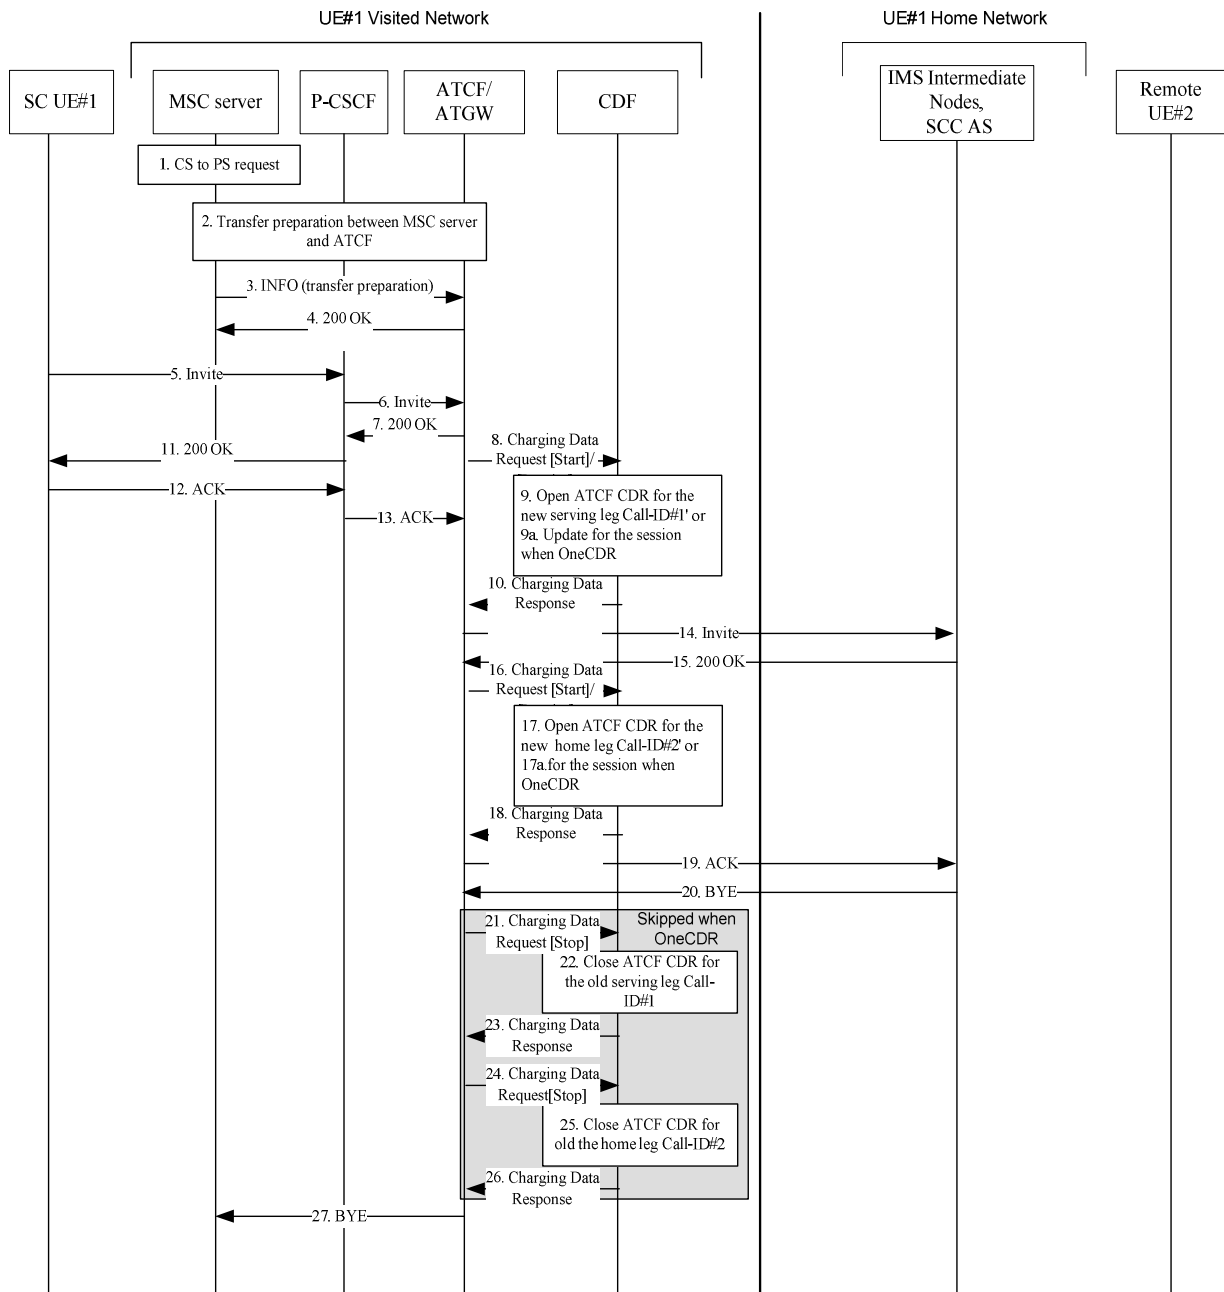 UE#1 Visited Network
UE#1 Home Network
SC UE#1
MSC server
P-CSCF
ATCF/
ATGW
CDF
IMS Intermediate
Nodes,
SCC AS
Remote
UE#2
1. CS to PS request
2. Transfer preparation between MSC server
and ATCF
3. INFO (transfer preparation)
4. 200 OK
5. Invite
6. Invite
7. 200 OK
8. Charging Data
Request [Start]/
11. 200 OK
12. ACK
9. Open ATCF CDR for the
new serving leg Call-ID#1' or
9a. Update for the session
when OneCDR
13. ACK
10. Charging Data
Response
14. Invite
15. 200 OK
16. Charging Data
Request [Start]/
17. Open ATCF CDR for the
new home leg Call-ID#2' or
17a.for the session when
OneCDR
18. Charging Data
Response
19. ACK
20. BYE
21. Charging Data
Request [Stop]
Skipped when
OneCDR
22. Close ATCF CDR for
the old serving leg Call-
ID#1
23. Charging Data
Response
24. Charging Data
Request[Stop]
25. Close ATCF CDR for
old the home leg Call-ID#2
26. Charging Data
Response
27. BYE